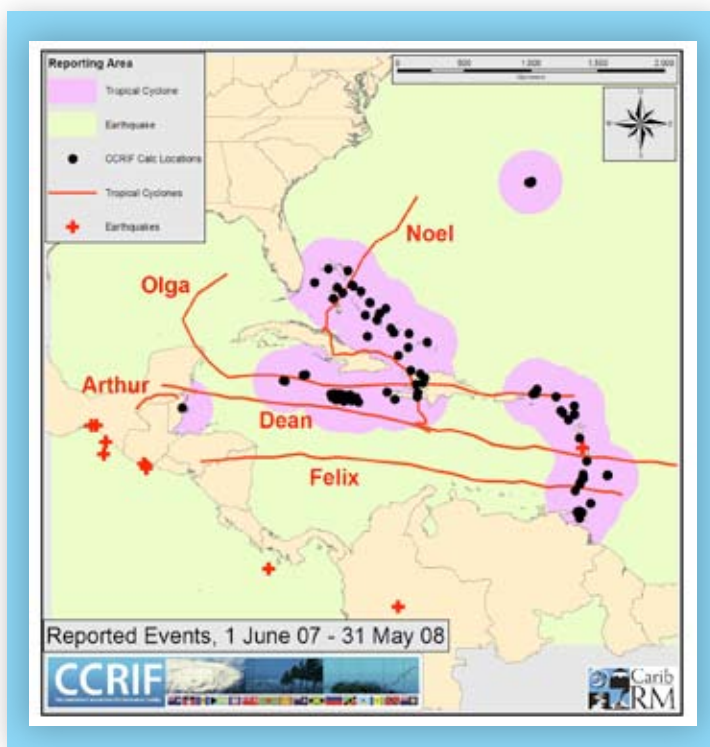 Reporting Area
Tropical Cyclone
Earthquake
CCRIF Calc Locations
Tropical Cyclones
Earthquakes
0 500 1,000 1,500 2,000
N
Noel
Olga
Arthur
Dean
Felix
Reported Events, 1 June 07 - 31 May 08
CCRIF
Carib
RM